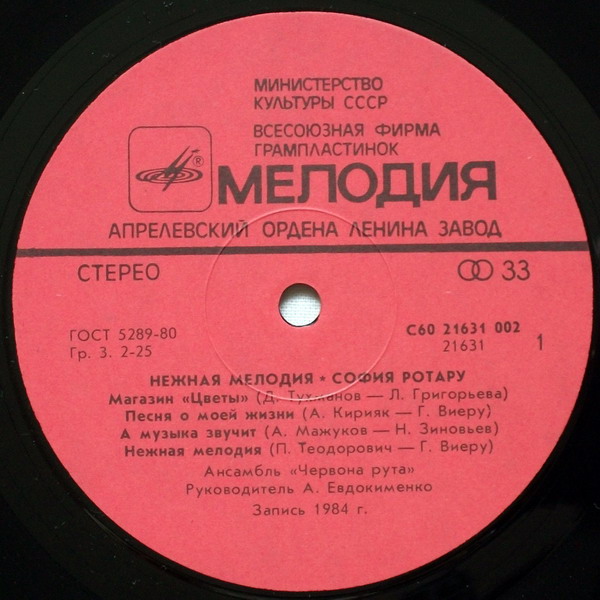 МИНИСТЕРСТВО
КУЛЬТУРЫ СССР
ВСЕСОЮЗНАЯ ФИРМА
ГРАМПЛАСТИНОК
®
МЕЛОДИЯ
АПРЕЛЕВСКИЙ ОРДЕНА ЛЕНИНА ЗАВОД
СТЕРЕО
33
ГОСТ 5289-80
Гр. 3. 2-25
С60 21631 002
21631
1
НЕЖНАЯ МЕЛОДИЯ ★ СОФИЯ РОТАРУ
Магазин «Цветы» (Д. Тухманов — Л. Григорьева)
Песня о моей жизни (А. Кирияк — Г. Виеру)
А музыка звучит (А. Мажуков — Н. Зиновьев)
Нежная мелодия (П. Теодорович — Г. Виеру)
Ансамбль «Червона рута»
Руководитель А. Евдокименко
Запись 1984 г.